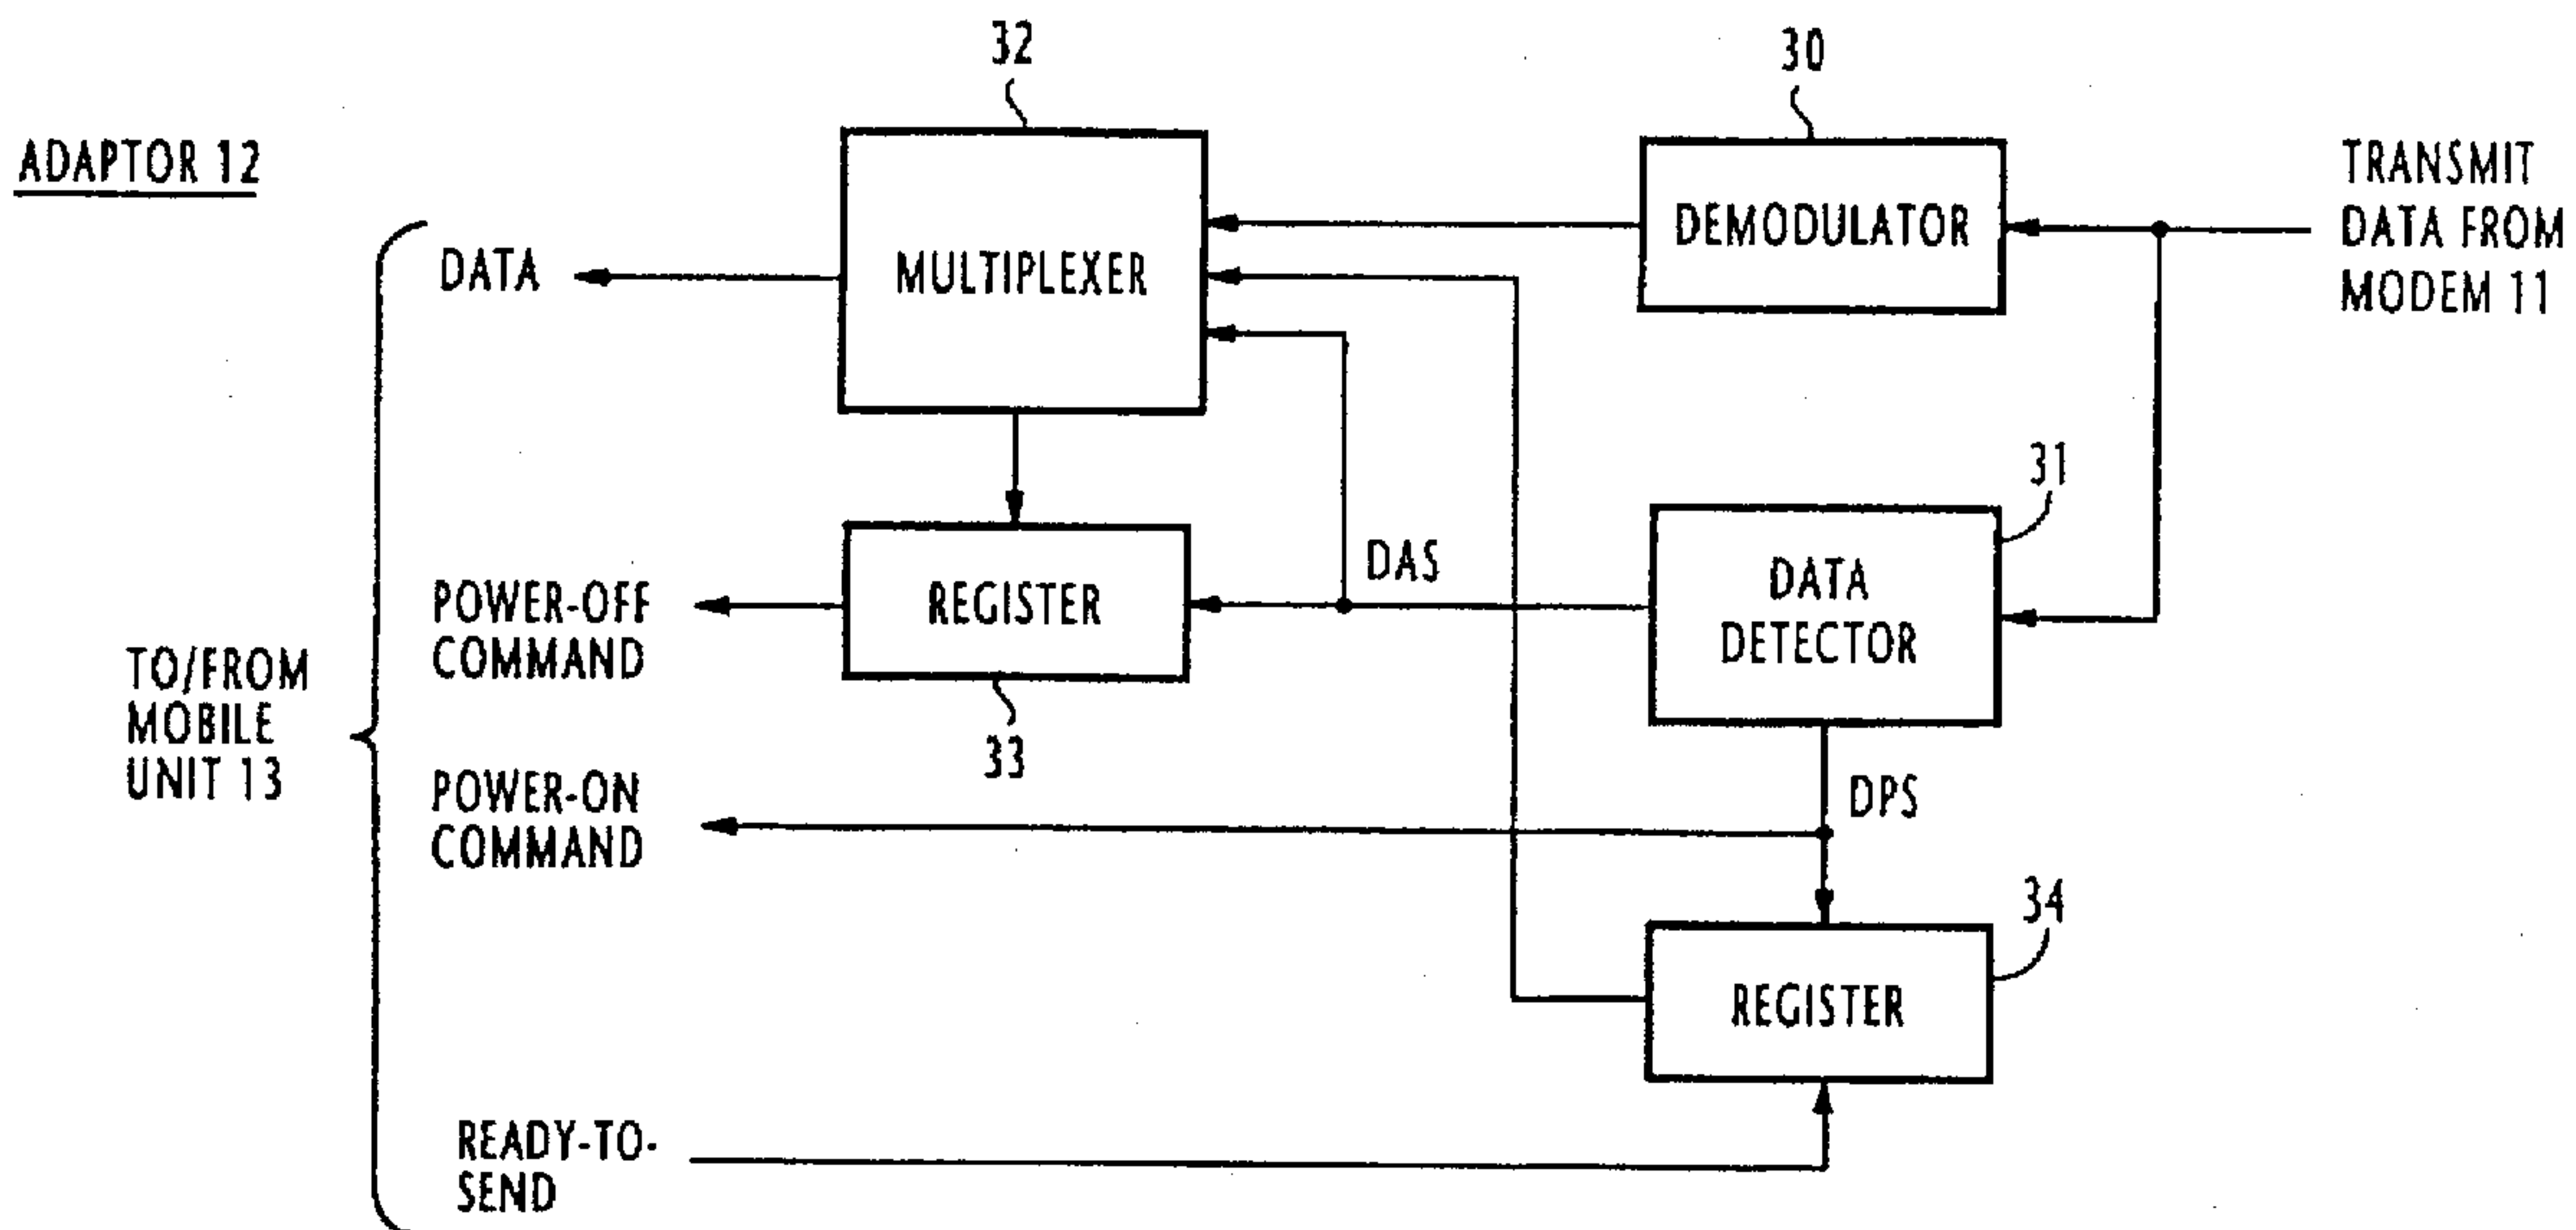 32
30
ADAPTOR 12
TRANSMIT
DATA FROM
MODEM 11
DEMODULATOR
MULTIPLEXER
DATA
31
DATA
DETECTOR
DAS
REGISTER
POWER-OFF
COMMAND
TO/FROM
MOBILE
UNIT 13
33
POWER-ON
COMMAND
DPS
34
REGISTER
READY-TO-
SEND